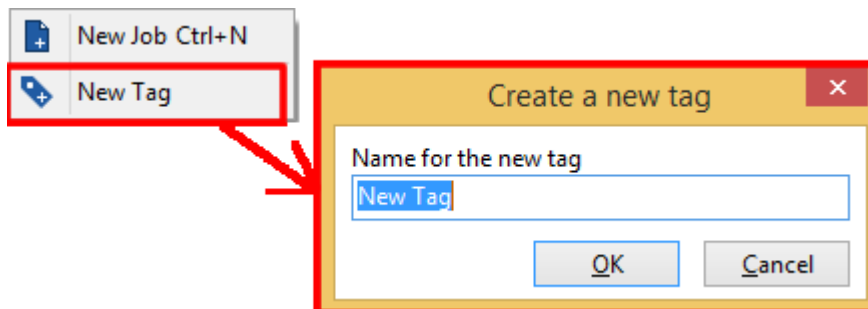 New Job Ctrl+N
New Tag
Create a new tag
Name for the new tag
New Tag
OK
Cancel